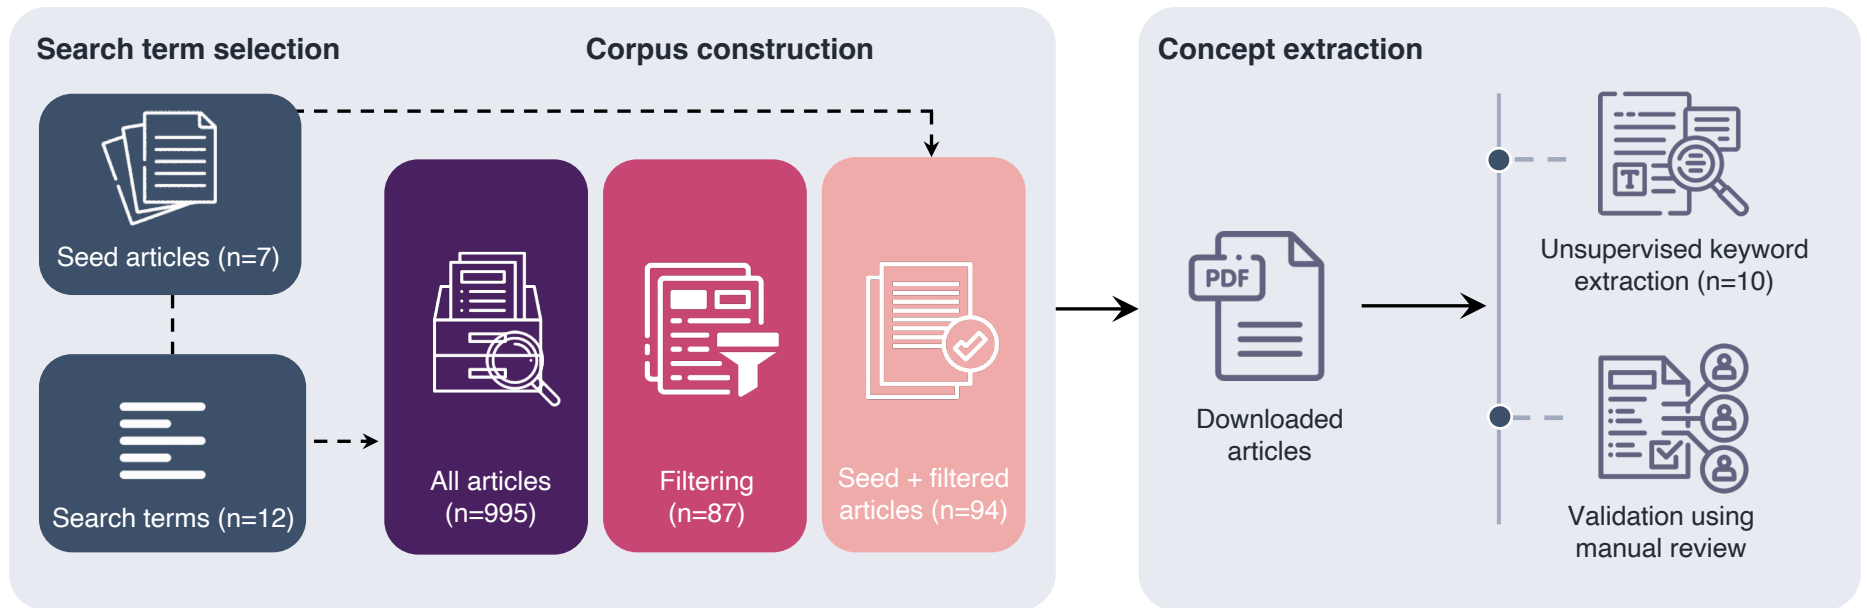 Search term selection
Corpus construction
Concept extraction
Seed articles (n=7)
Search terms (n=12)
All articles
(n=995)
Filtering
(n=87)
Seed + filtered
articles (n=94)
PDF
Downloaded
articles
T
Unsupervised keyword
extraction (n=10)
Validation using
manual review